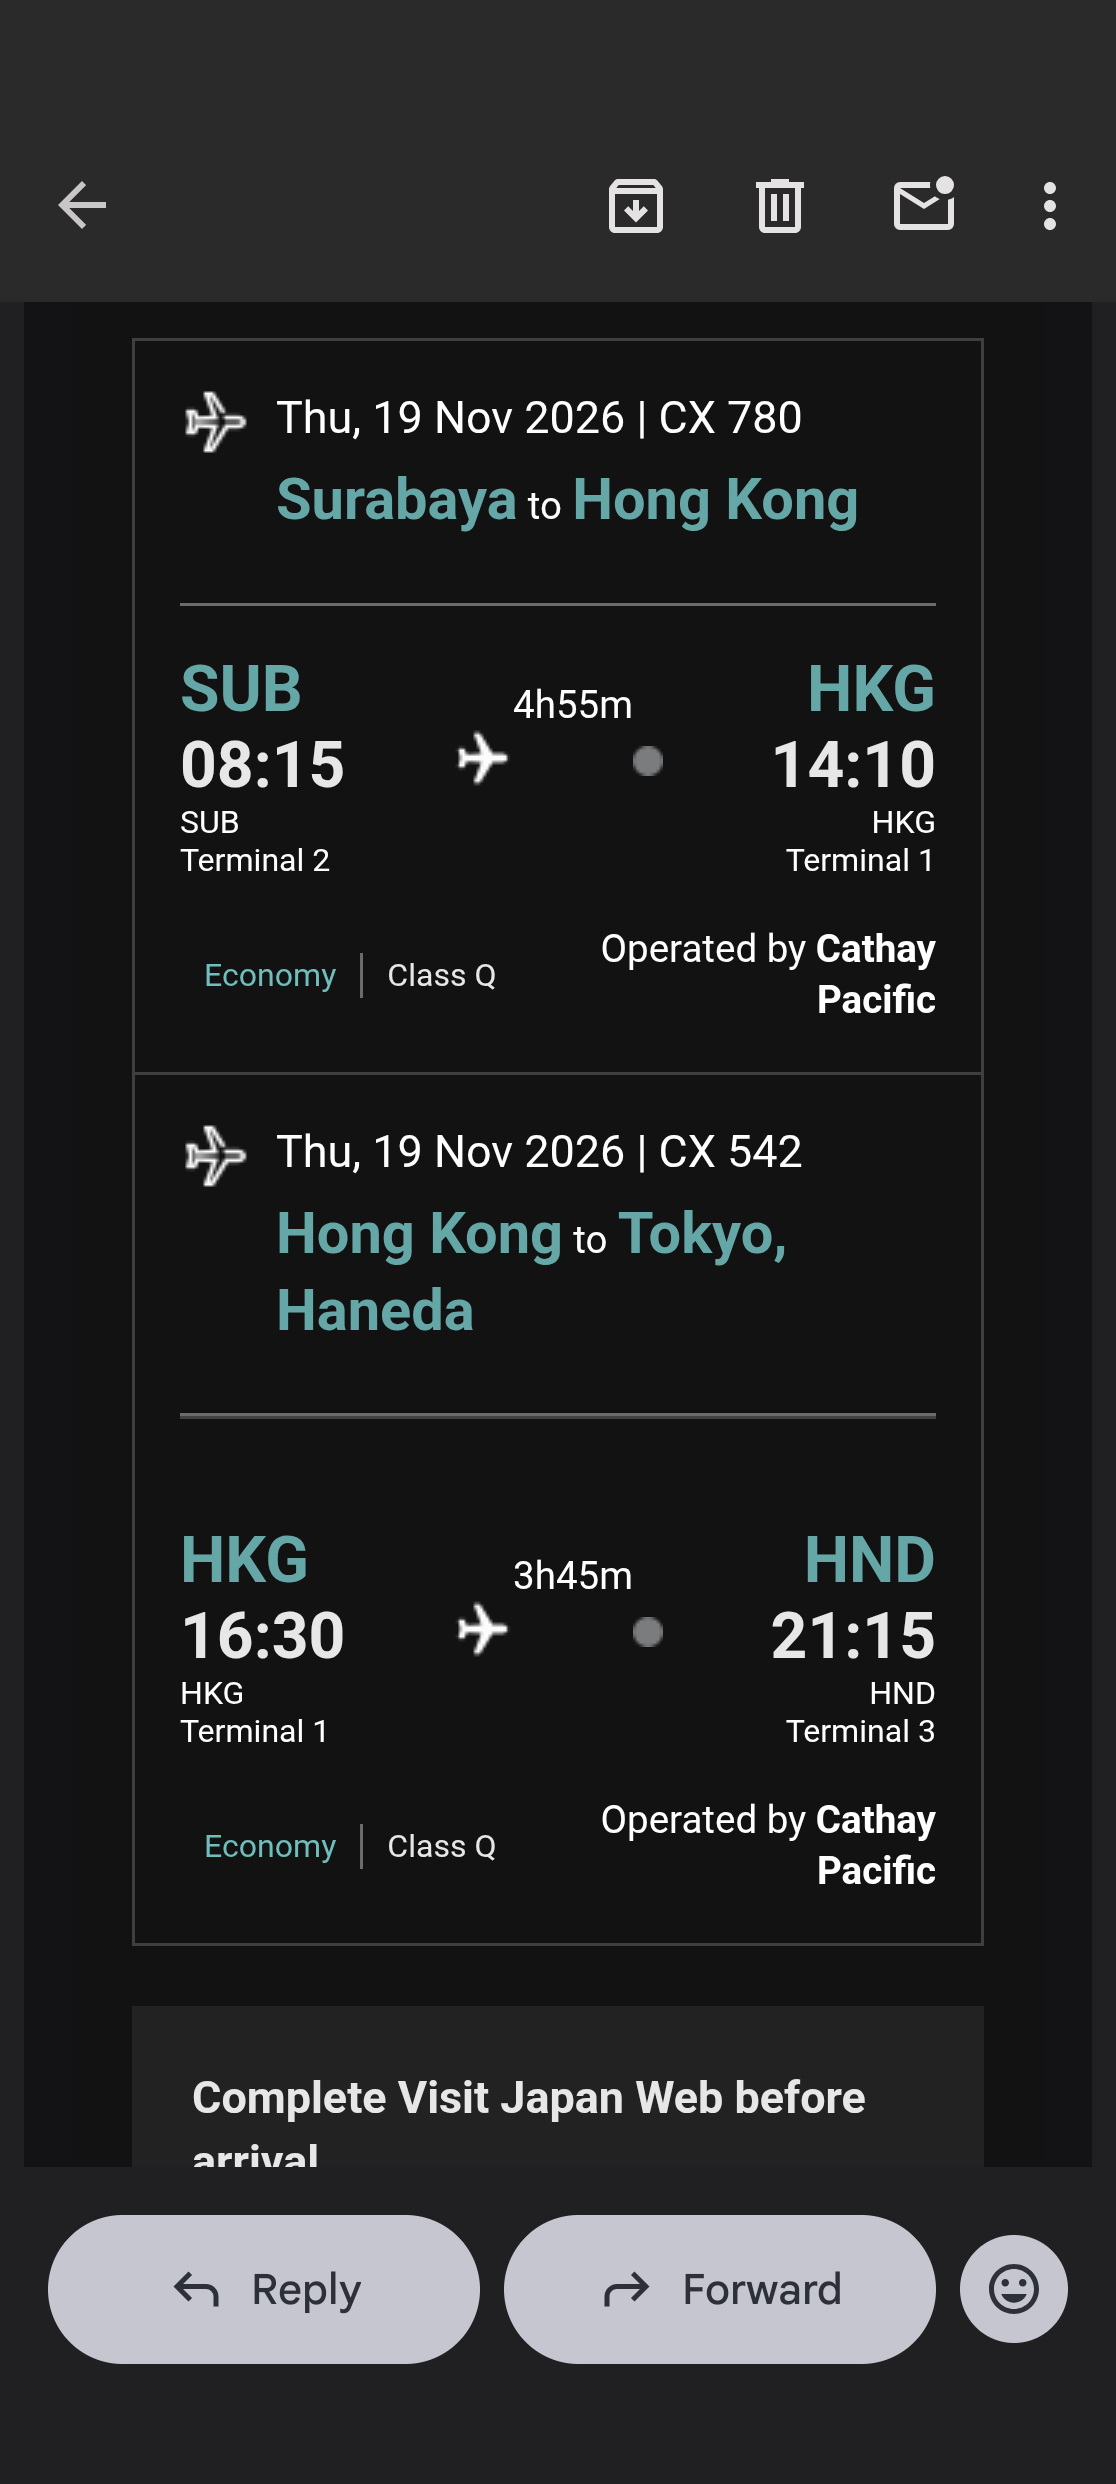 Thu, 19 Nov 2026 | CX 780
Surabaya to Hong Kong
SUB
4h55m
HKG
08:15
14:10
SUB
HKG
Terminal 2
Terminal 1
Economy | Class Q
Operated by Cathay
Pacific
Thu, 19 Nov 2026 | CX 542
Hong Kong to Tokyo,
Haneda
HKG
3h45m
HND
16:30
21:15
HKG
HND
Terminal 1
Terminal 3
Economy | Class Q
Operated by Cathay
Pacific
Complete Visit Japan Web before
arrival
Reply
Forward